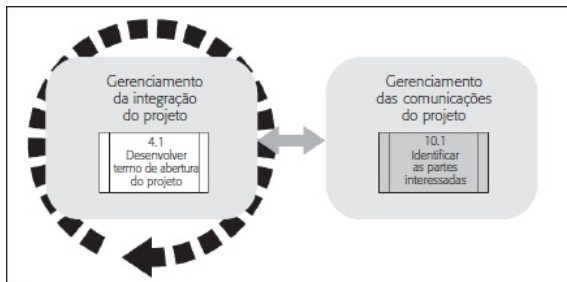 Gerenciamento
da integração
do projeto
4.1
Desenvolver
termo de abertura
do projeto
Gerenciamento
das comunicações
do projeto
10.1
Identificar
as partes
interessadas